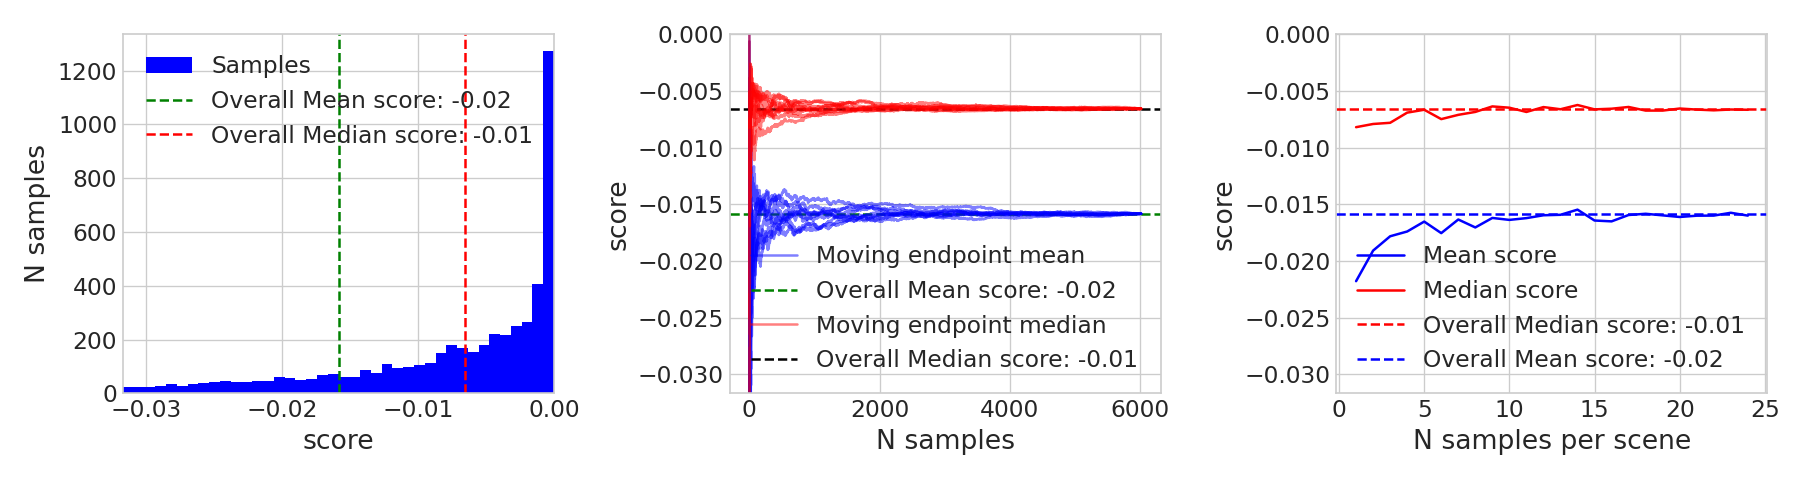 N samples
1200
1000
800
600
400
200
0
Samples
Overall Mean score: -0.02
Overall Median score: -0.01
−0.03
−0.02
−0.01
0.00
score
score
0.000
−0.005
−0.010
−0.015
−0.020
−0.025
−0.030
Moving endpoint mean
Overall Mean score: -0.02
Moving endpoint median
Overall Median score: -0.01
0
2000
4000
6000
N samples
score
0.000
−0.005
−0.010
−0.015
−0.020
−0.025
−0.030
Mean score
Median score
Overall Median score: -0.01
Overall Mean score: -0.02
0
5
10
15
20
25
N samples per scene